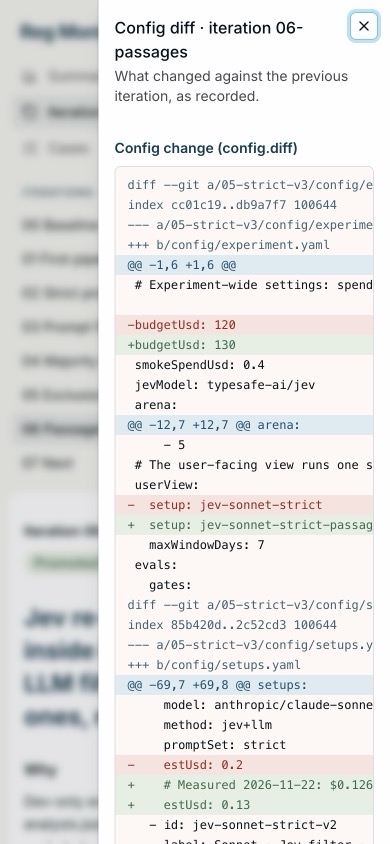 Config diff · iteration 06-
passages
What changed against the previous
iteration, as recorded.
Config change (config.diff)
diff --git a/05-strict-v3/config/e
index cc01c19..db9a7f7 100644
--- a/05-strict-v3/config/experime
+++ b/config/experiment.yaml
@@ -1,6 +1,6 @@
# Experiment-wide settings: spend
-budgetUsd: 120
+budgetUsd: 130
smokeSpendUsd: 0.4
jevModel: typesafe-ai/jev
arena:
@@ -12,7 +12,7 @@ arena:
- 5
# The user-facing view runs one s
userView:
-  setup: jev-sonnet-strict
+  setup: jev-sonnet-strict-passag
maxWindowDays: 7
evals:
gates:
diff --git a/05-strict-v3/config/s
index 85b420d..2c52cd3 100644
--- a/05-strict-v3/config/setups.y
+++ b/config/setups.yaml
@@ -69,7 +69,8 @@ setups:
model: anthropic/claude-sonne
method: jev+llm
promptSet: strict
-    estUsd: 0.2
+    # Measured 2026-11-22: $0.126
+    estUsd: 0.13
- id: jev-sonnet-strict-v2